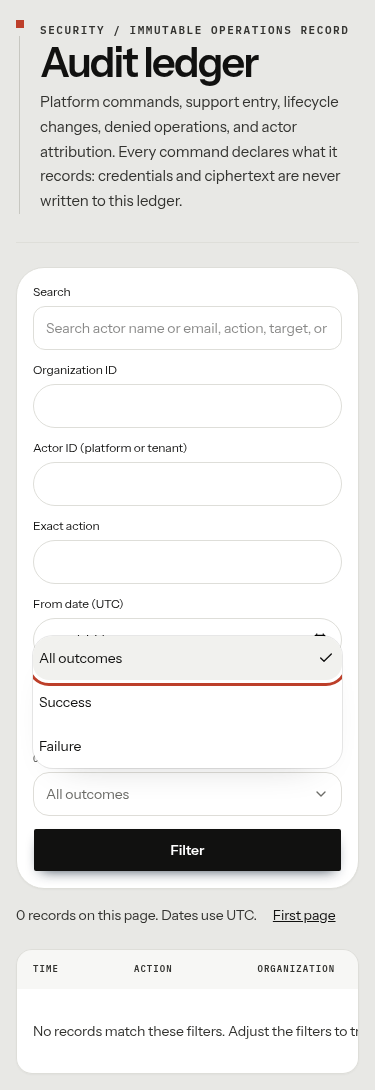 SECURITY / IMMUTABLE OPERATIONS RECORD
Audit ledger
Platform commands, support entry, lifecycle
changes, denied operations, and actor
attribution. Every command declares what it
records: credentials and ciphertext are never
written to this ledger.
Search
Search actor name or email, action, target, or
Organization ID
Actor ID (platform or tenant)
Exact action
From date (UTC)
All outcomes
Success
Failure
All outcomes
Filter
0 records on this page. Dates use UTC. First page
TIME ACTION ORGANIZATION
No records match these filters. Adjust the filters to